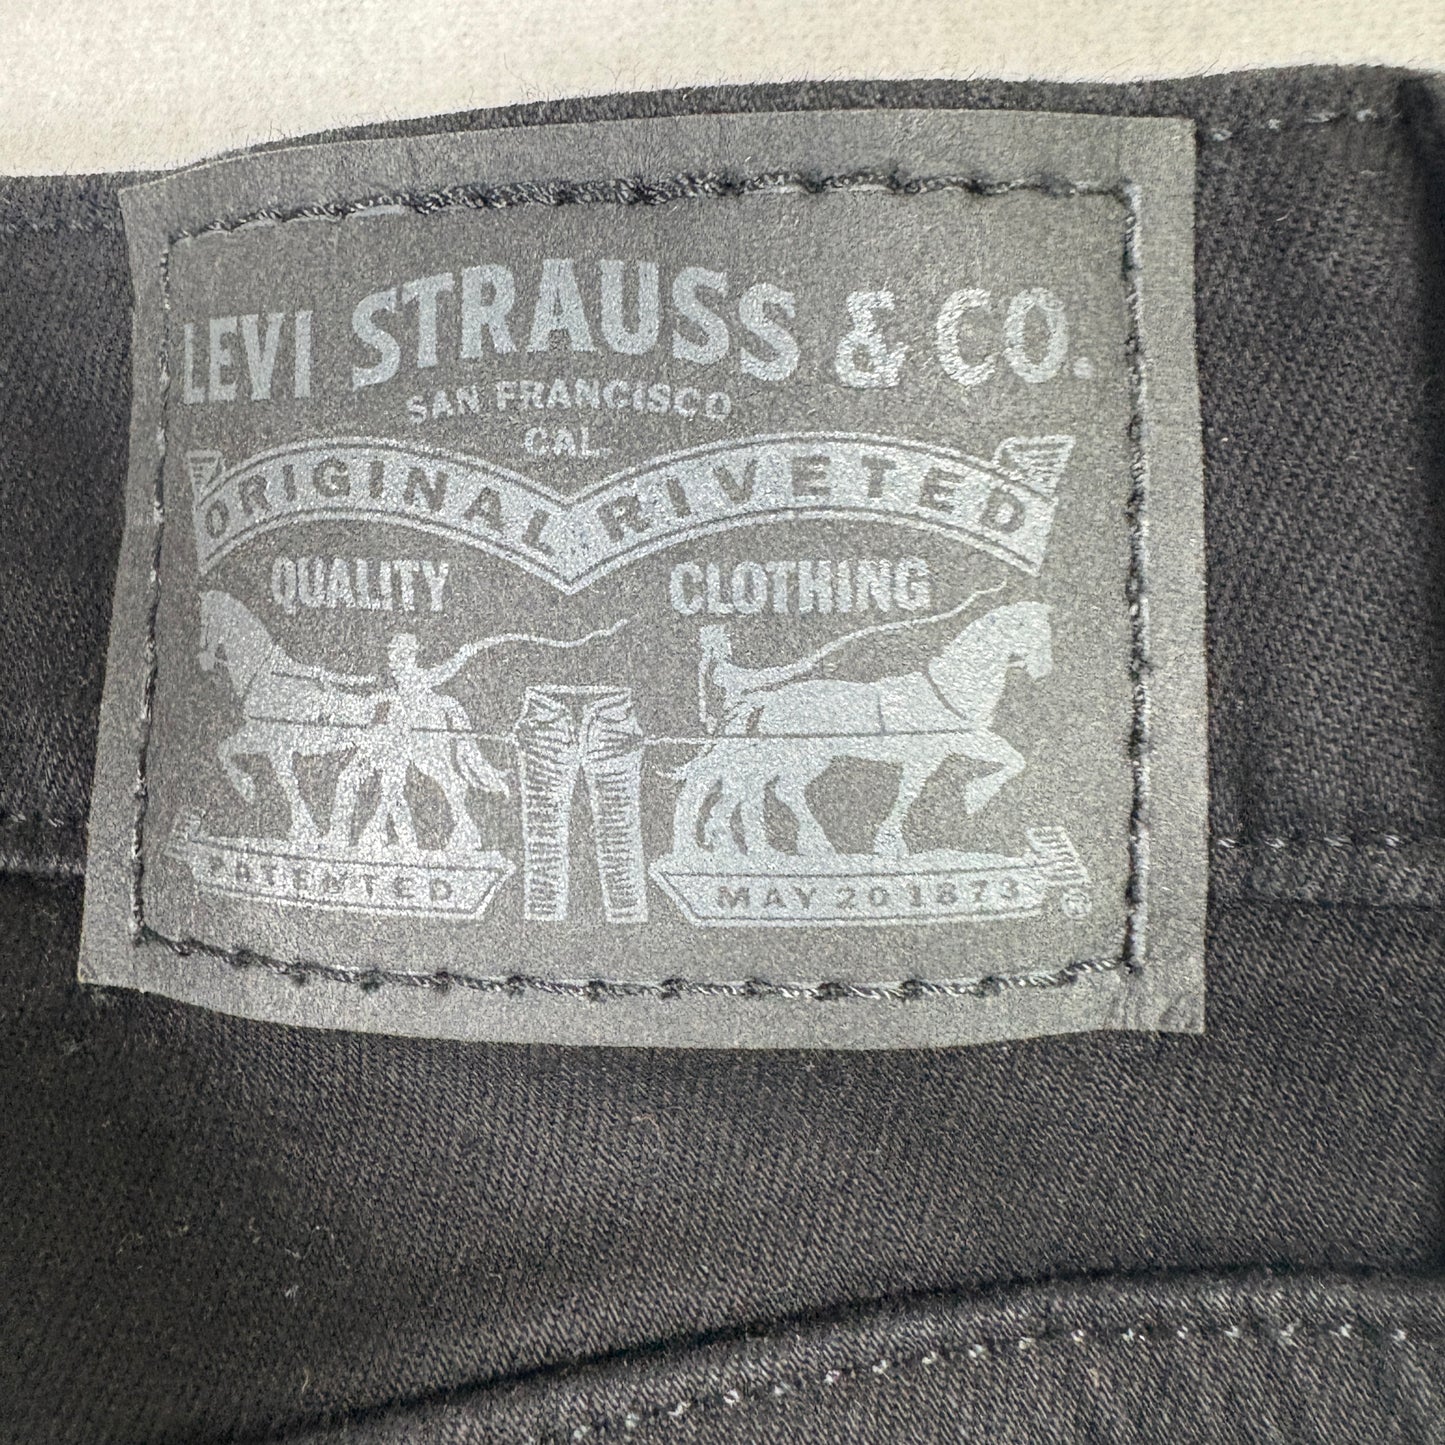 LEVI STRAUSS & CO.
SAN FRANCISCO
CAL.
ORIGINAL RIVETED
QUALITY CLOTHING
PATENTED MAY 20 1873
®